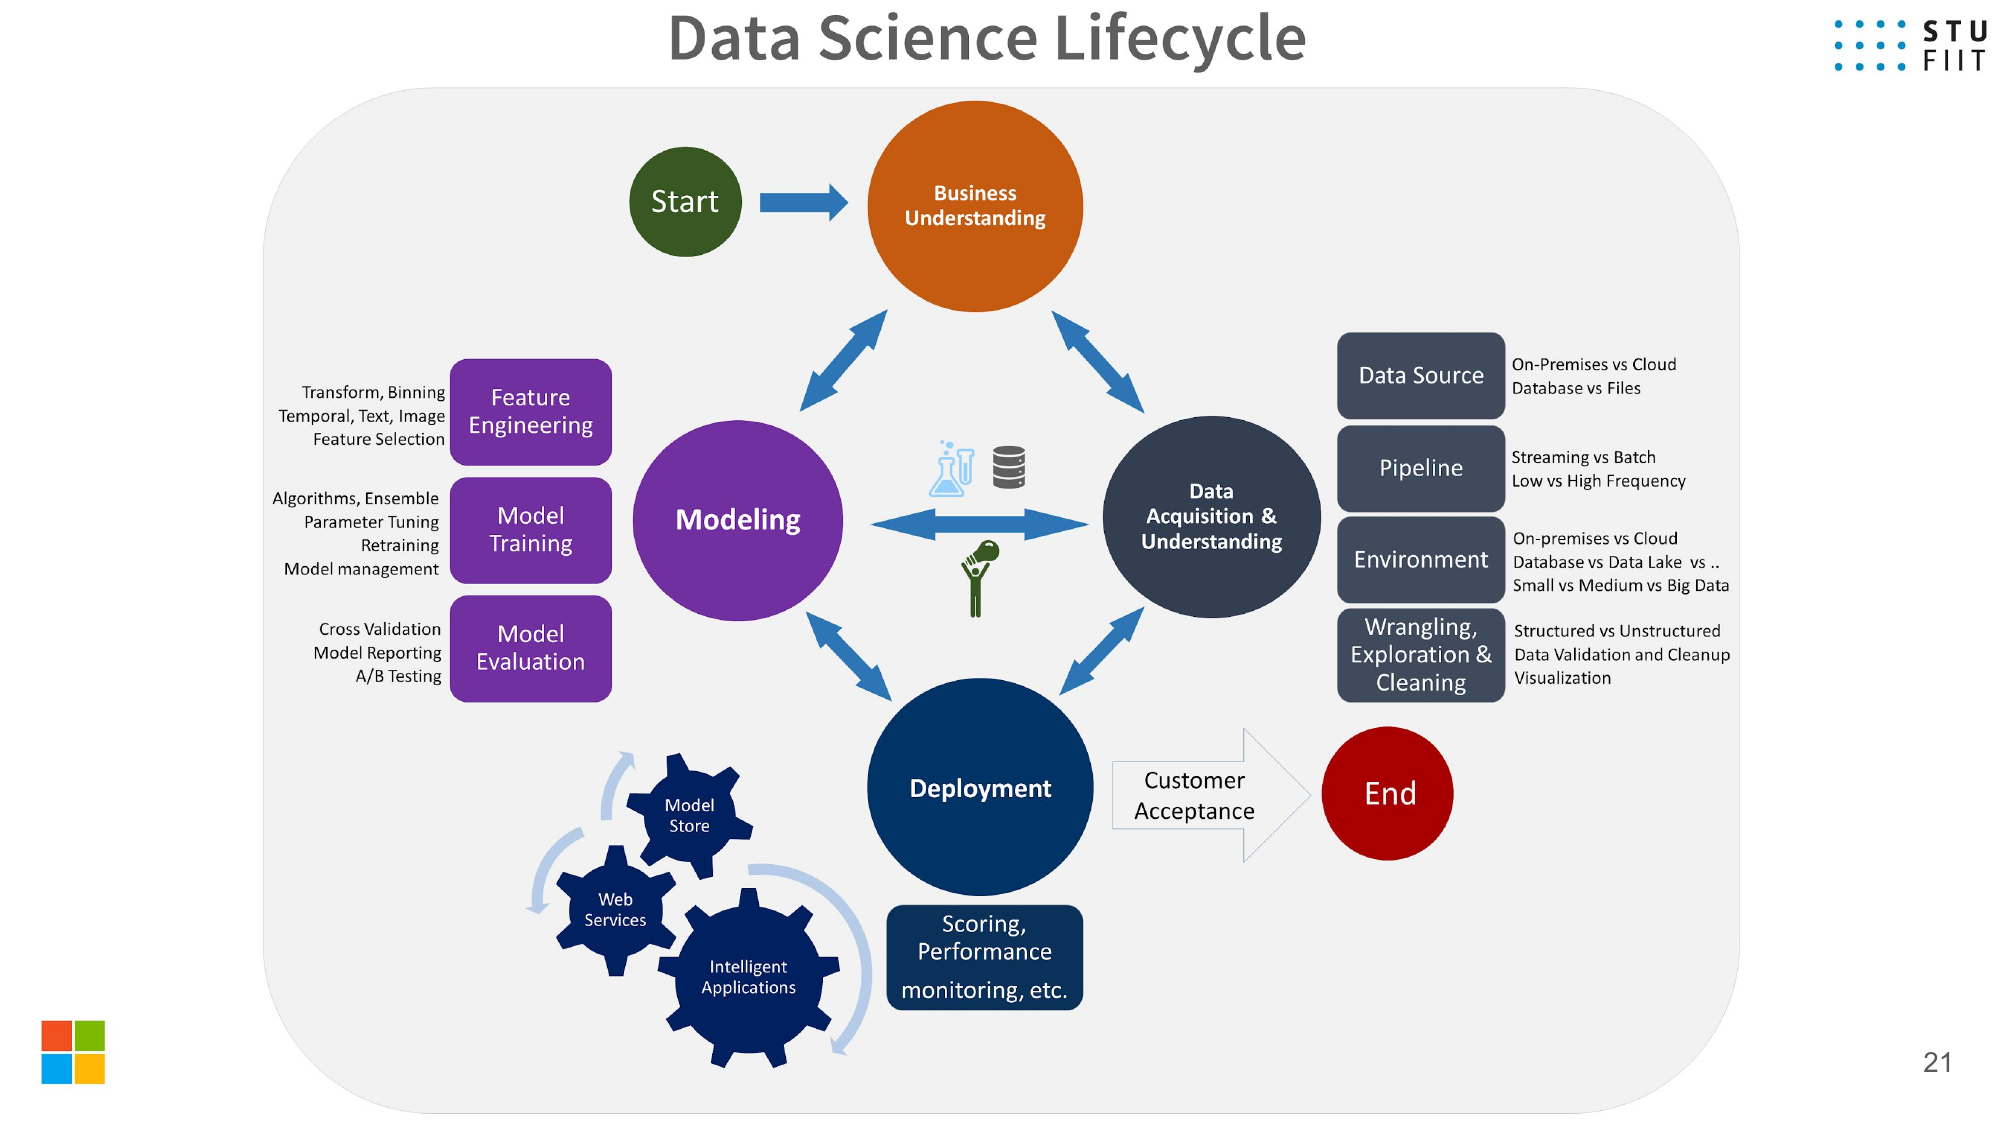 Data Science Lifecycle
STU
FIIT
Start
Business
Understanding
Transform, Binning
Temporal, Text, Image
Feature Selection
Feature
Engineering
Algorithms, Ensemble
Parameter Tuning
Retraining
Model management
Model
Training
Cross Validation
Model Reporting
A/B Testing
Model
Evaluation
Modeling
Data
Acquisition &
Understanding
Data Source
On-Premises vs Cloud
Database vs Files
Pipeline
Streaming vs Batch
Low vs High Frequency
Environment
On-premises vs Cloud
Database vs Data Lake vs ..
Small vs Medium vs Big Data
Wrangling,
Exploration &
Cleaning
Structured vs Unstructured
Data Validation and Cleanup
Visualization
Model
Store
Web
Services
Intelligent
Applications
Deployment
Customer
Acceptance
End
Scoring,
Performance
monitoring, etc.
21